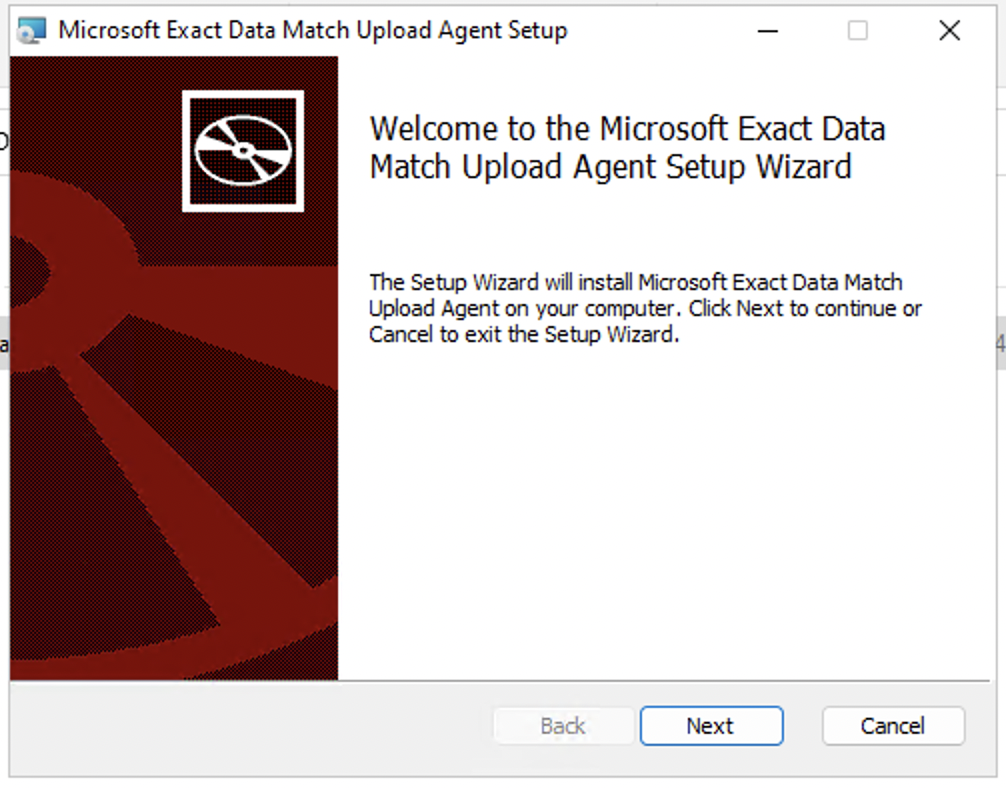 Microsoft Exact Data Match Upload Agent Setup
Welcome to the Microsoft Exact Data
Match Upload Agent Setup Wizard
The Setup Wizard will install Microsoft Exact Data Match
Upload Agent on your computer. Click Next to continue or
Cancel to exit the Setup Wizard.
Back
Next
Cancel